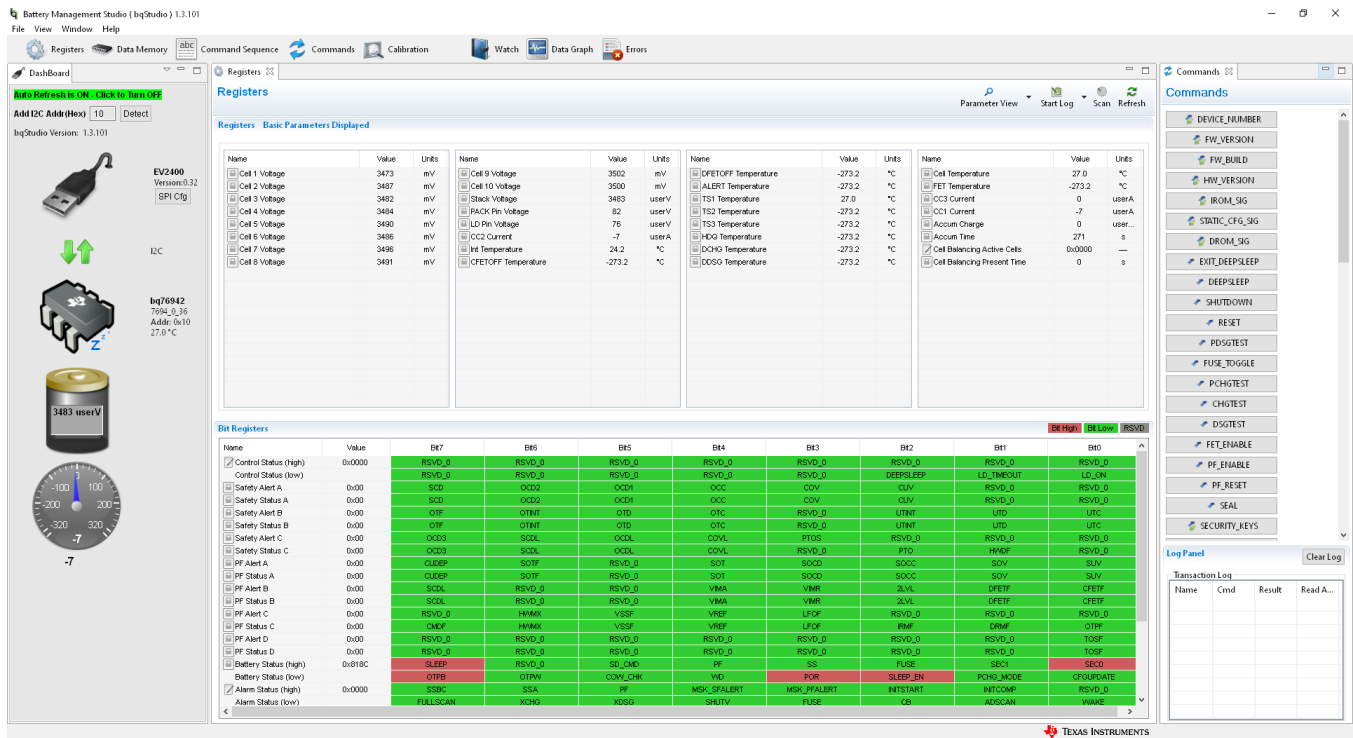 Battery Management Studio ( bqStudio ) 1.3.101
File View Window Help
Registers Data Memory abc Command Sequence Commands Calibration Watch Data Graph Errors
DashBoard
Auto Refresh is ON - Click to Turn OFF
Add I2C Addr(Hex) 10 Detect
bqStudio Version: 1.3.101
EV2400
Version:0.32
SPI Cfg
I2C
bq76942
7694_0_36
Addr: 0x10
27.0 °C
Z z
3483 userV
0
-100 100
-200 200
-320 320
-7
-7
Registers
Registers
Parameter View Start Log Scan Refresh
Registers Basic Parameters Displayed
Name Value Units Name Value Units Name Value Units Name Value Units
Cell 1 Voltage 3473 mV Cell 9 Voltage 3502 mV DFETOFF Temperature -273.2 °C Cell Temperature 27.0 °C
Cell 2 Voltage 3487 mV Cell 10 Voltage 3500 mV ALERT Temperature -273.2 °C FET Temperature -273.2 °C
Cell 3 Voltage 3482 mV Stack Voltage 3483 userV TS1 Temperature 27.0 °C CC3 Current 0 userA
Cell 4 Voltage 3484 mV PACK Pin Voltage 82 userV TS2 Temperature -273.2 °C CC1 Current -7 userA
Cell 5 Voltage 3490 mV LD Pin Voltage 76 userV TS3 Temperature -273.2 °C Accum Charge 0 user...
Cell 6 Voltage 3486 mV CC2 Current -7 userA HDQ Temperature -273.2 °C Accum Time 271 s
Cell 7 Voltage 3496 mV Int Temperature 24.2 °C DCHG Temperature -273.2 °C Cell Balancing Active Cells 0x0000 —
Cell 8 Voltage 3491 mV CFETOFF Temperature -273.2 °C DDSG Temperature -273.2 °C Cell Balancing Present Time 0 s
Bit Registers Bit High Bit Low RSVD
Name Value Bit7 Bit6 Bit5 Bit4 Bit3 Bit2 Bit1 Bit0
Control Status (high) 0x0000 RSVD_0 RSVD_0 RSVD_0 RSVD_0 RSVD_0 RSVD_0 RSVD_0 RSVD_0
Control Status (low) RSVD_0 RSVD_0 RSVD_0 RSVD_0 RSVD_0 DEEPSLEEP LD_TIMEOUT LD_ON
Safety Alert A 0x00 SCD OCD2 OCD1 OCC COV CUV RSVD_0 RSVD_0
Safety Status A 0x00 SCD OCD2 OCD1 OCC COV CUV RSVD_0 RSVD_0
Safety Alert B 0x00 OTF OTINT OTD OTC RSVD_0 UTINT UTD UTC
Safety Status B 0x00 OTF OTINT OTD OTC RSVD_0 UTINT UTD UTC
Safety Alert C 0x00 OCD3 SCDL OCDL COVL PTOS RSVD_0 RSVD_0 RSVD_0
Safety Status C 0x00 OCD3 SCDL OCDL COVL RSVD_0 PTO HWDF RSVD_0
PF Alert A 0x00 CUDEP SOTF RSVD_0 SOT SOCD SOCC SOV SUV
PF Status A 0x00 CUDEP SOTF RSVD_0 SOT SOCD SOCC SOV SUV
PF Alert B 0x00 SCDL RSVD_0 RSVD_0 VIMA VIMR 2LVL DFETF CFETF
PF Status B 0x00 SCDL RSVD_0 RSVD_0 VIMA VIMR 2LVL DFETF CFETF
PF Alert C 0x00 RSVD_0 HWMX VSSF VREF LFOF RSVD_0 RSVD_0 RSVD_0
PF Status C 0x00 CMDF HWMX VSSF VREF LFOF IRMF DRMF OTPF
PF Alert D 0x00 RSVD_0 RSVD_0 RSVD_0 RSVD_0 RSVD_0 RSVD_0 RSVD_0 TOSF
PF Status D 0x00 RSVD_0 RSVD_0 RSVD_0 RSVD_0 RSVD_0 RSVD_0 RSVD_0 TOSF
Battery Status (high) 0x818C SLEEP RSVD_0 SD_CMD PF SS FUSE SEC1 SEC0
Battery Status (low) OTPB OTPW COW_CHK WD POR SLEEP_EN PCHG_MODE CFGUPDATE
Alarm Status (high) 0x0000 SSBC SSA PF MSK_SFALERT MSK_PFALERT INITSTART INITCOMP RSVD_0
Alarm Status (low) FULLSCAN XCHG XDSG SHUTV FUSE CB ADSCAN WAKE
Commands
Commands
DEVICE_NUMBER
FW_VERSION
FW_BUILD
HW_VERSION
IROM_SIG
STATIC_CFG_SIG
DROM_SIG
EXIT_DEEPSLEEP
DEEPSLEEP
SHUTDOWN
RESET
PDSGTEST
FUSE_TOGGLE
PCHGTEST
CHGTEST
DSGTEST
FET_ENABLE
PF_ENABLE
PF_RESET
SEAL
SECURITY_KEYS
Log Panel Clear Log
Transaction Log
Name Cmd Result Read A...
TEXAS INSTRUMENTS